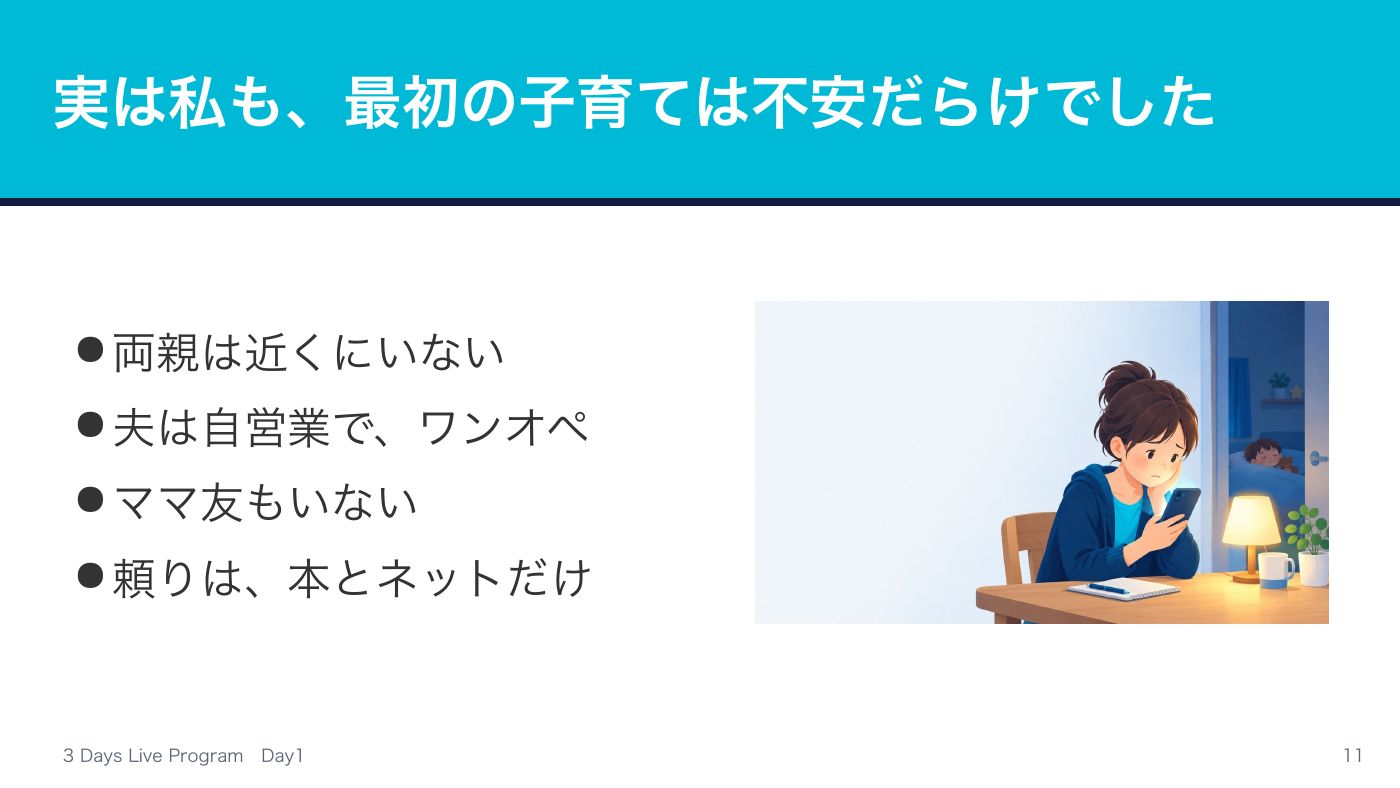 実は私も、最初の子育ては不安だらけでした
●両親は近くにいない
●夫は自営業で、ワンオペ
●ママ友もいない
●頼りは、本とネットだけ
3 Days Live Program　Day1
11